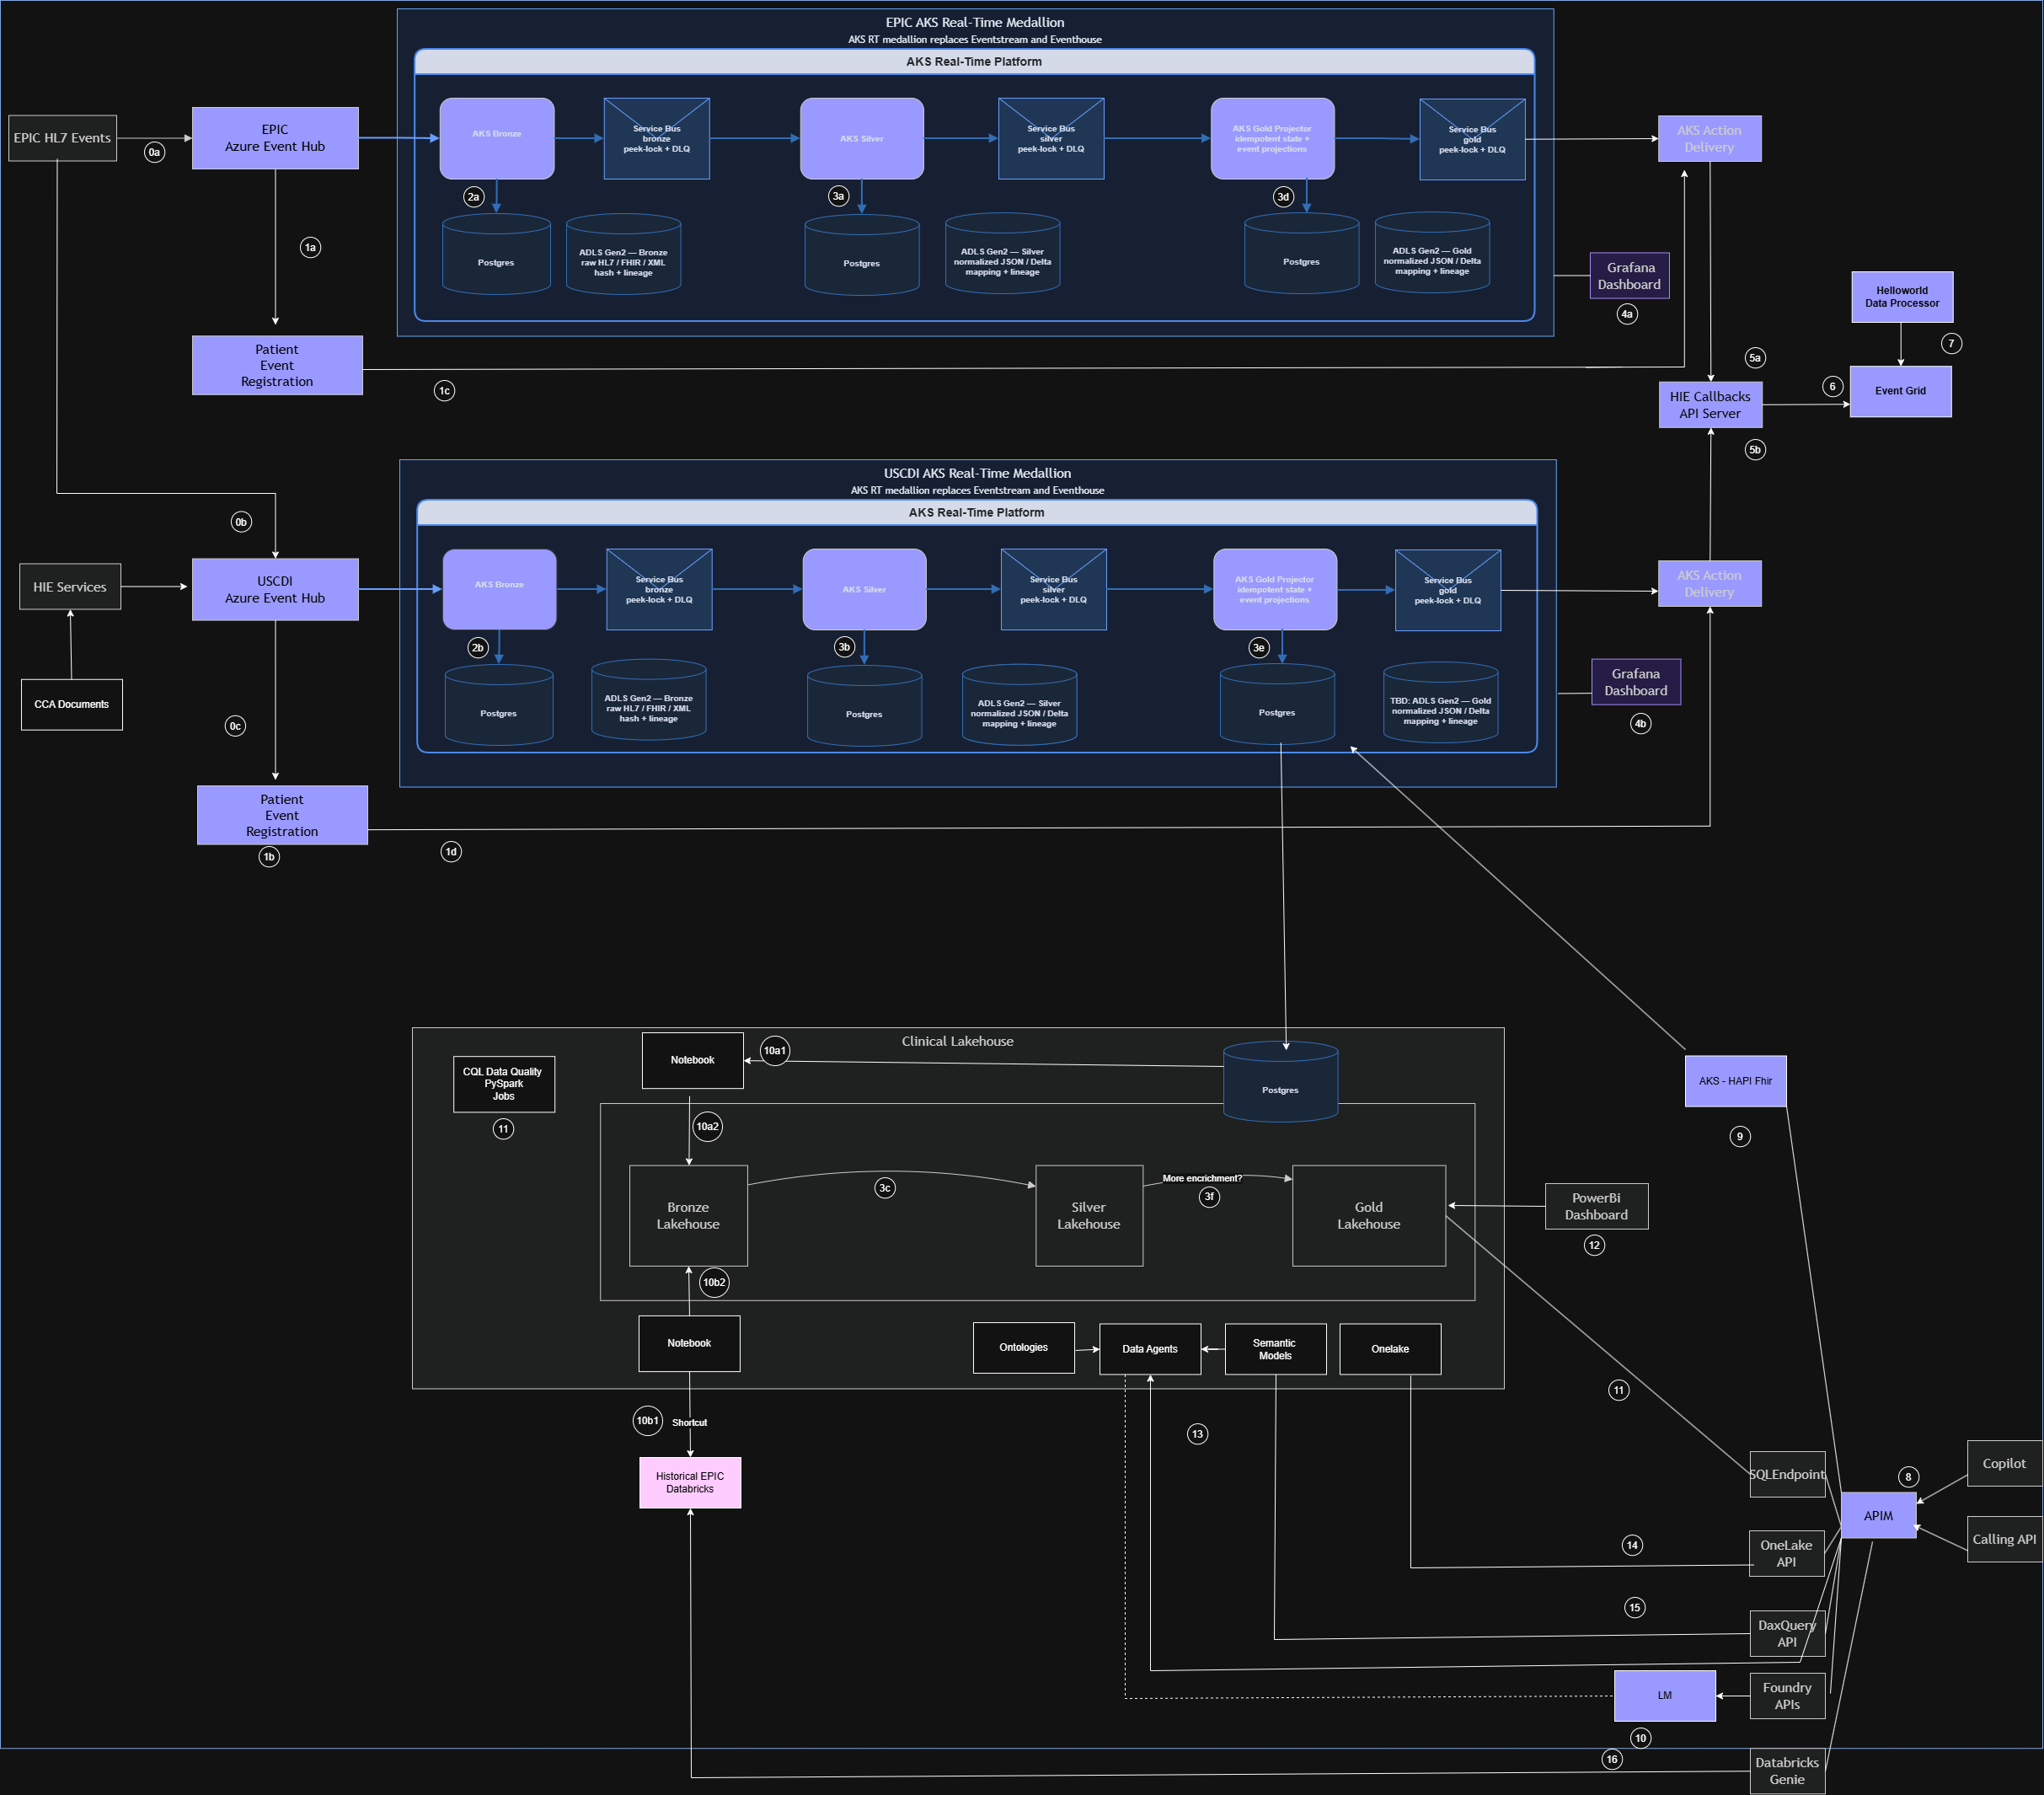 EPIC AKS Real-Time Medallion
AKS RT medallion replaces Eventstream and Eventhouse
AKS Real-Time Platform
EPIC HL7 Events
0a
EPIC
Azure Event Hub
AKS Bronze
Service Bus
bronze
peek-lock + DLQ
AKS Silver
Service Bus
silver
peek-lock + DLQ
AKS Gold Projector
idempotent state +
event projections
Service Bus
gold
peek-lock + DLQ
AKS Action
Delivery
2a
3a
3d
1a
Postgres
ADLS Gen2 — Bronze
raw HL7 / FHIR / XML
hash + lineage
Postgres
ADLS Gen2 — Silver
normalized JSON / Delta
mapping + lineage
Postgres
ADLS Gen2 — Gold
normalized JSON / Delta
mapping + lineage
Grafana
Dashboard
4a
Helloworld
Data Processor
7
Patient
Event
Registration
1c
5a
6
HIE Callbacks
API Server
Event Grid
5b
USCDI AKS Real-Time Medallion
AKS RT medallion replaces Eventstream and Eventhouse
AKS Real-Time Platform
0b
HIE Services
USCDI
Azure Event Hub
AKS Bronze
Service Bus
bronze
peek-lock + DLQ
AKS Silver
Service Bus
silver
peek-lock + DLQ
AKS Gold Projector
idempotent state +
event projections
Service Bus
gold
peek-lock + DLQ
AKS Action
Delivery
2b
3b
3e
CCA Documents
0c
Postgres
ADLS Gen2 — Bronze
raw HL7 / FHIR / XML
hash + lineage
Postgres
ADLS Gen2 — Silver
normalized JSON / Delta
mapping + lineage
Postgres
TBD: ADLS Gen2 — Gold
normalized JSON / Delta
mapping + lineage
Grafana
Dashboard
4b
Patient
Event
Registration
1b
1d
Clinical Lakehouse
CQL Data Quality
PySpark
Jobs
11
Notebook
10a1
Postgres
AKS - HAPI Fhir
9
10a2
Bronze
Lakehouse
3c
Silver
Lakehouse
More encrichment?
3f
Gold
Lakehouse
PowerBi
Dashboard
12
10b2
Notebook
Ontologies
Data Agents
Semantic
Models
Onelake
10b1
Shortcut
13
11
Historical EPIC
Databricks
SQLEndpoint
8
Copilot
APIM
Calling API
14
OneLake
API
15
DaxQuery
API
LM
Foundry
APIs
10
16
Databricks
Genie